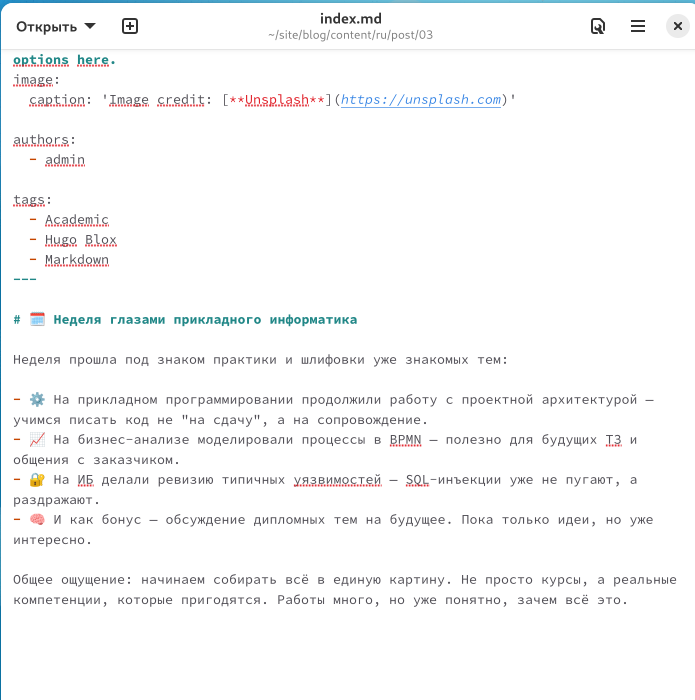 Открыть
index.md
~/site/blog/content/ru/post/03
options here.
image:
  caption: 'Image credit: [**Unsplash**](https://unsplash.com)'

authors:
  - admin

tags:
  - Academic
  - Hugo Blox
  - Markdown
---

# 🗓️ Неделя глазами прикладного информатика

Неделя прошла под знаком практики и шлифовки уже знакомых тем:

- ⚙️ На прикладном программировании продолжили работу с проектной архитектурой —
учимся писать код не "на сдачу", а на сопровождение.
- 📈 На бизнес-анализе моделировали процессы в BPMN — полезно для будущих ТЗ и
общения с заказчиком.
- 🔐 На ИБ делали ревизию типичных уязвимостей — SQL-инъекции уже не пугают, а
раздражают.
- 🧠 И как бонус — обсуждение дипломных тем на будущее. Пока только идеи, но уже
интересно.

Общее ощущение: начинаем собирать всё в единую картину. Не просто курсы, а реальные
компетенции, которые пригодятся. Работы много, но уже понятно, зачем всё это.